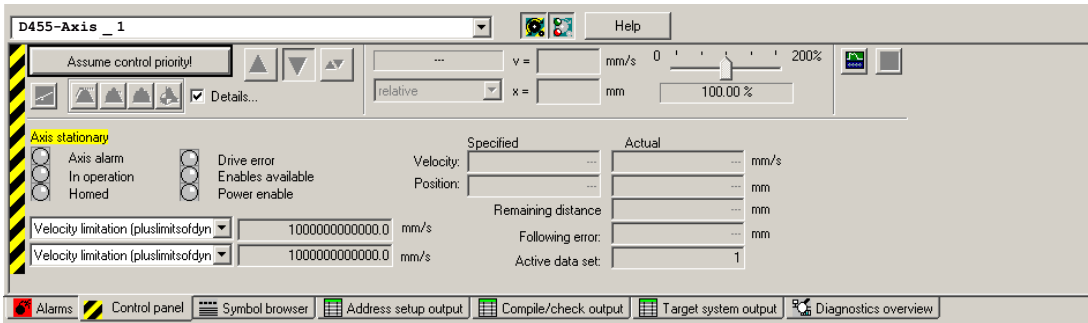 D455-Axis _ 1
Help
Assume control priority!
--- v = mm/s 0 200%
relative x = mm 100.00 %
Details...
Axis stationary
Axis alarm Drive error
In operation Enables available
Homed Power enable
Specified Actual
Velocity: --- --- mm/s
Position: --- --- mm
Remaining distance --- mm
Following error: --- mm
Active data set: 1
Velocity limitation (pluslimitsofdyn 1000000000000.0 mm/s
Velocity limitation (pluslimitsofdyn 1000000000000.0 mm/s
Alarms Control panel Symbol browser Address setup output Compile/check output Target system output Diagnostics overview